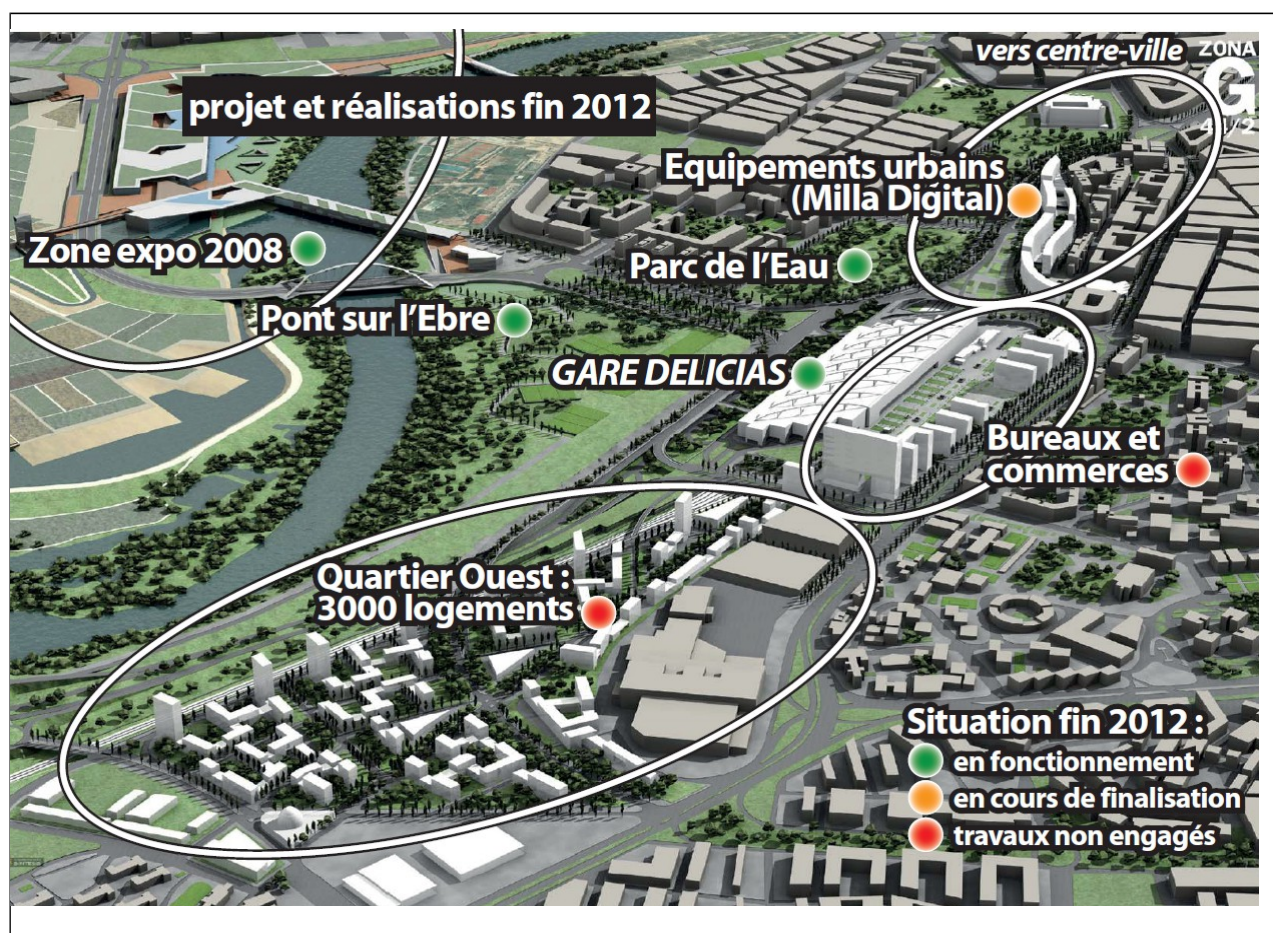 vers centre-ville
ZONA
G
projet et réalisations fin 2012
Equipements urbains
(Milla Digital)
Zone expo 2008
Parc de l'Eau
Pont sur l'Ebre
GARE DELICIAS
Bureaux et
commerces
Quartier Ouest :
3000 logements
Situation fin 2012 :
en fonctionnement
en cours de finalisation
travaux non engagés